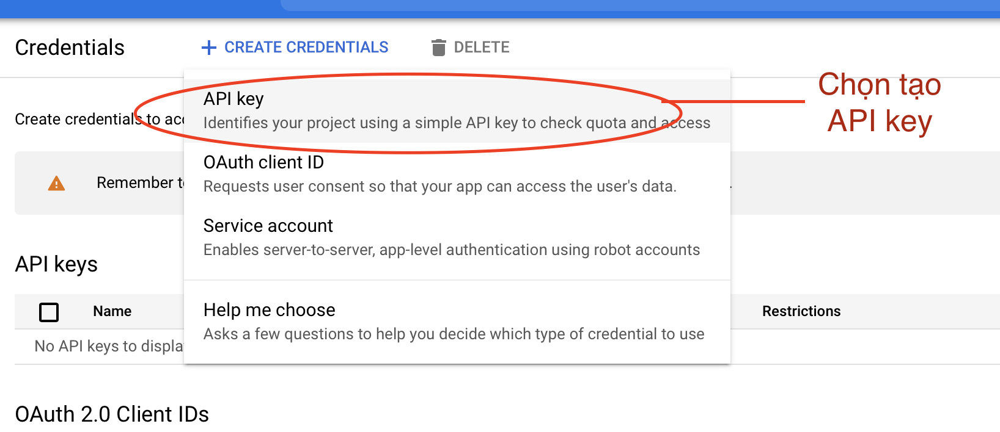 Credentials
CREATE CREDENTIALS
DELETE
API key
Identifies your project using a simple API key to check quota and access
Chọn tạo
API key
Create credentials to acc
OAuth client ID
Requests user consent so that your app can access the user's data.
Remember to
Service account
Enables server-to-server, app-level authentication using robot accounts
API keys
Name
Restrictions
Help me choose
Asks a few questions to help you decide which type of credential to use
No API keys to displa
OAuth 2.0 Client IDs